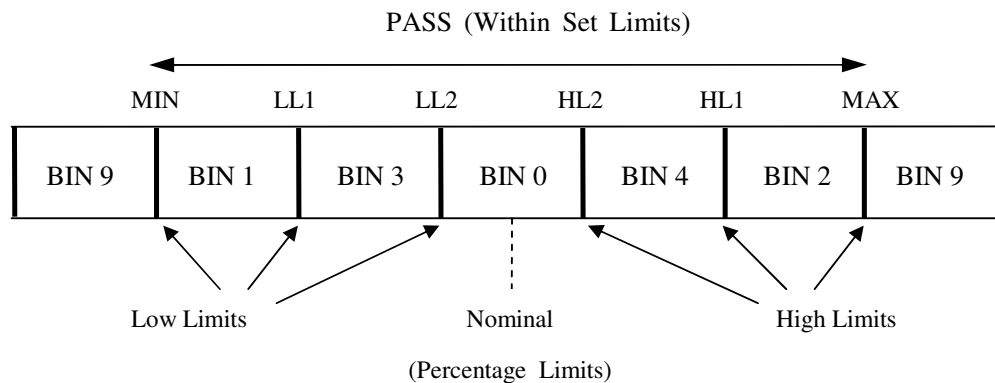 PASS (Within Set Limits)
MIN LL1 LL2 HL2 HL1 MAX
BIN 9 BIN 1 BIN 3 BIN 0 BIN 4 BIN 2 BIN 9
Low Limits Nominal High Limits
(Percentage Limits)